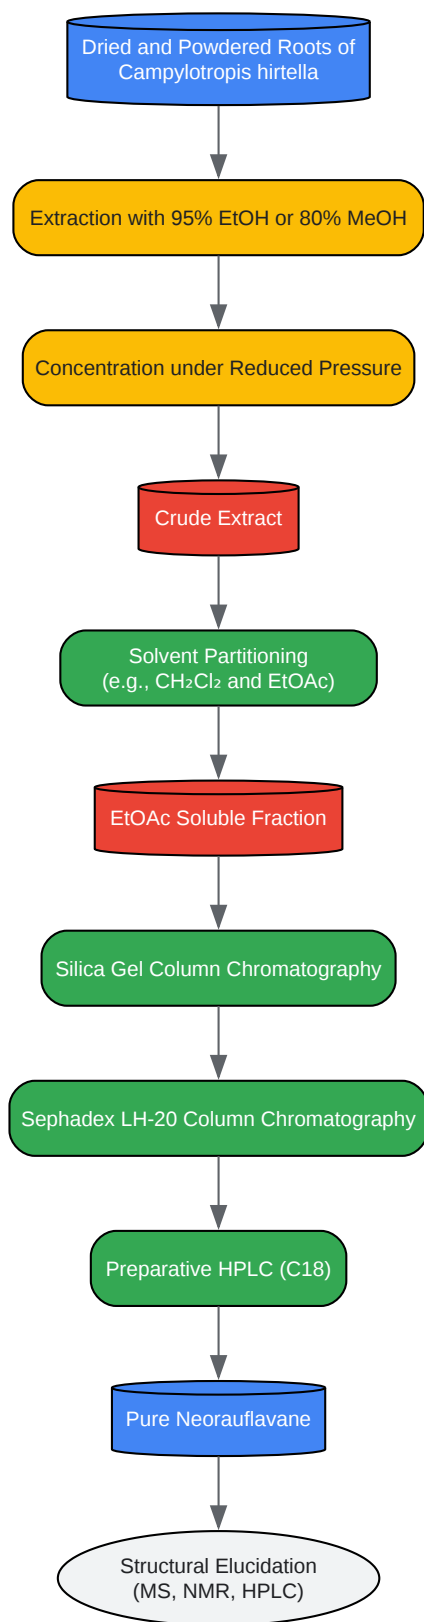 Dried and Powdered Roots of
Campylotropis hirtella
Extraction with 95% EtOH or 80% MeOH
Concentration under Reduced Pressure
Crude Extract
Solvent Partitioning
(e.g., CH₂Cl₂ and EtOAc)
EtOAc Soluble Fraction
Silica Gel Column Chromatography
Sephadex LH-20 Column Chromatography
Preparative HPLC (C18)
Pure Neorauflavane
Structural Elucidation
(MS, NMR, HPLC)